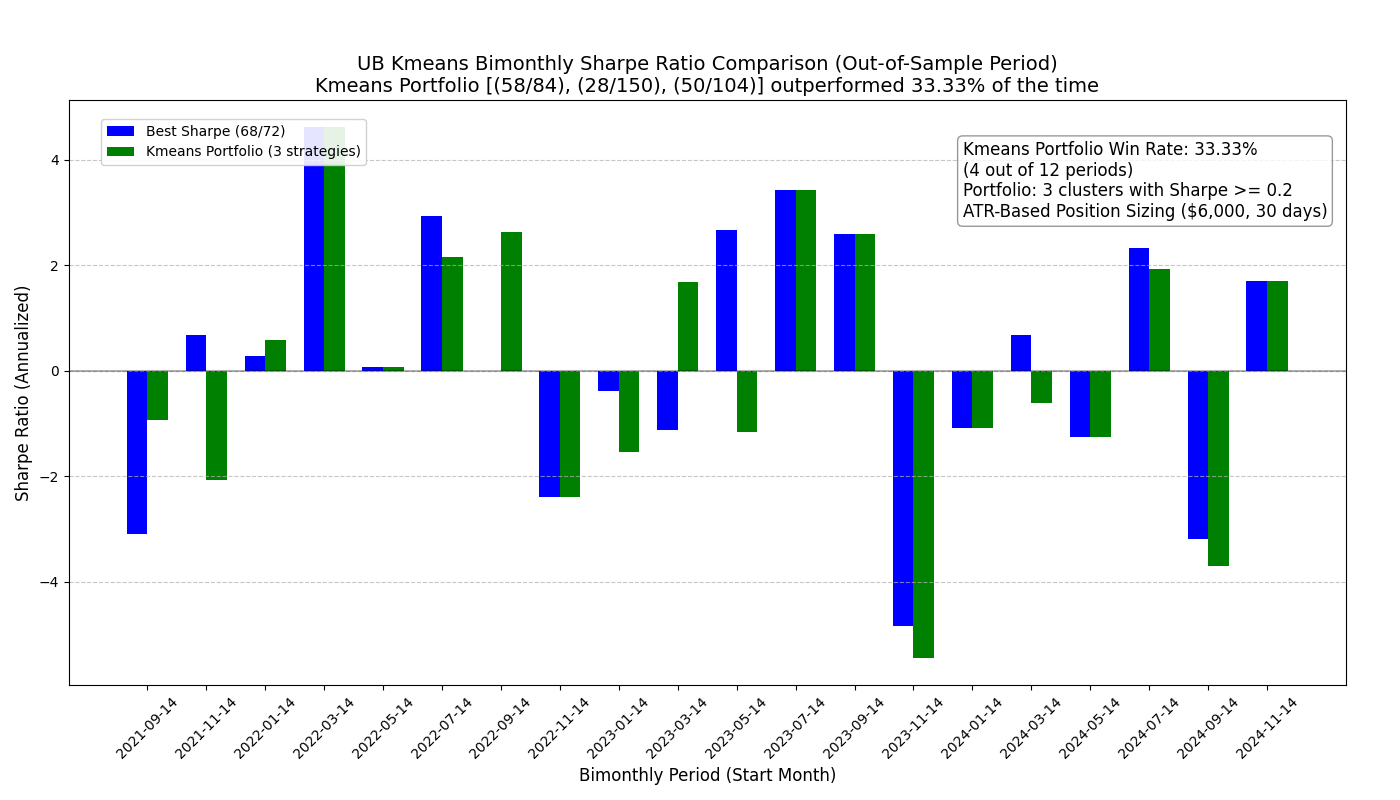 UB Kmeans Bimonthly Sharpe Ratio Comparison (Out-of-Sample Period)
Kmeans Portfolio [(58/84), (28/150), (50/104)] outperformed 33.33% of the time
Best Sharpe (68/72)
Kmeans Portfolio (3 strategies)
Kmeans Portfolio Win Rate: 33.33%
(4 out of 12 periods)
Portfolio: 3 clusters with Sharpe >= 0.2
ATR-Based Position Sizing ($6,000, 30 days)
Sharpe Ratio (Annualized)
4
2
0
−2
−4
2021-09-14
2021-11-14
2022-01-14
2022-03-14
2022-05-14
2022-07-14
2022-09-14
2022-11-14
2023-01-14
2023-03-14
2023-05-14
2023-07-14
2023-09-14
2023-11-14
2024-01-14
2024-03-14
2024-05-14
2024-07-14
2024-09-14
2024-11-14
Bimonthly Period (Start Month)